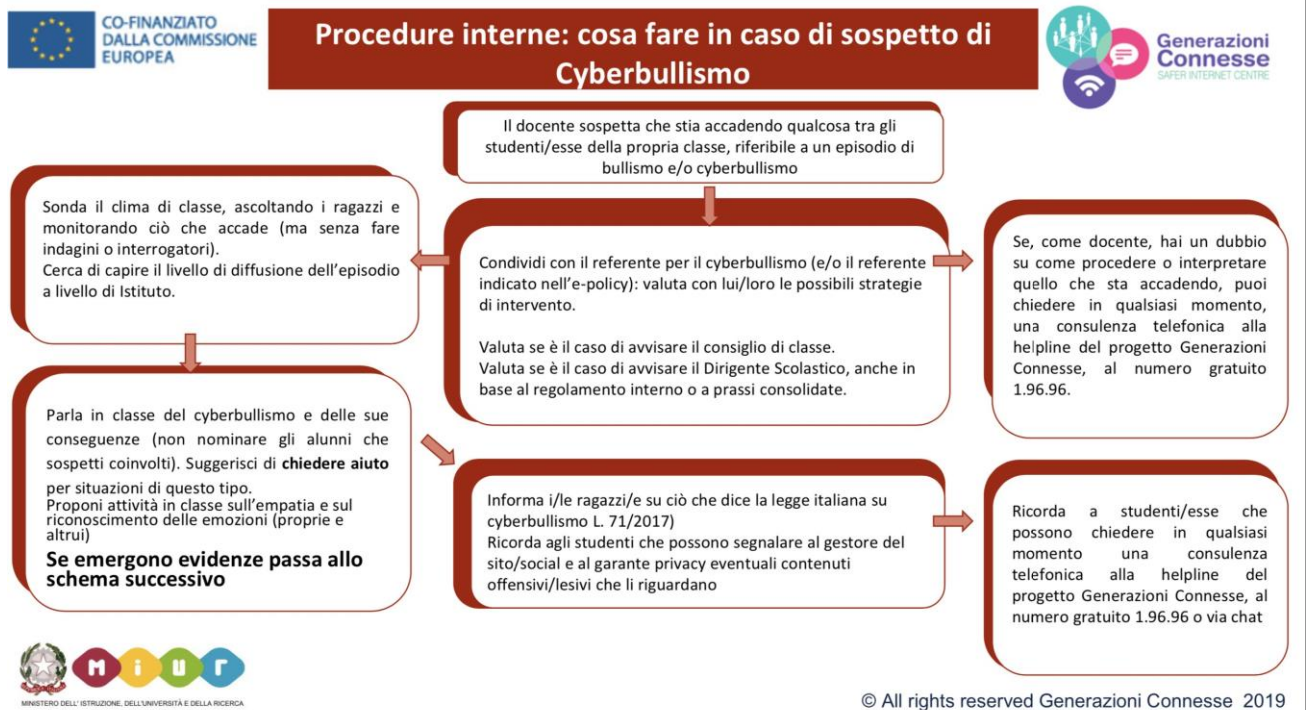 CO-FINANZIATO
DALLA COMMISSIONE
EUROPEA
Procedure interne: cosa fare in caso di sospetto di
Cyberbullismo
Generazioni
Connesse
SAFER INTERNET CENTRE
Il docente sospetta che stia accadendo qualcosa tra gli
studenti/esse della propria classe, riferibile a un episodio di
bullismo e/o cyberbullismo
Sonda il clima di classe, ascoltando i ragazzi e
monitorando ciò che accade (ma senza fare
indagini o interrogatori).
Cerca di capire il livello di diffusione dell'episodio
a livello di Istituto.
Condividi con il referente per il cyberbullismo (e/o il referente
indicato nell'e-policy): valuta con lui/loro le possibili strategie
di intervento.
Valuta se è il caso di avvisare il consiglio di classe.
Valuta se è il caso di avvisare il Dirigente Scolastico, anche in
base al regolamento interno o a prassi consolidate.
Se, come docente, hai un dubbio
su come procedere o interpretare
quello che sta accadendo, puoi
chiedere in qualsiasi momento,
una consulenza telefonica alla
helpline del progetto Generazioni
Connesse, al numero gratuito
1.96.96.
Parla in classe del cyberbullismo e delle sue
conseguenze (non nominare gli alunni che
sospetti coinvolti). Suggerisci di chiedere aiuto
per situazioni di questo tipo.
Proponi attività in classe sull'empatia e sul
riconoscimento delle emozioni (proprie e
altrui)
Se emergono evidenze passa allo
schema successivo
Informa i/le ragazzi/e su ciò che dice la legge italiana su
cyberbullismo L. 71/2017)
Ricorda agli studenti che possono segnalare al gestore del
sito/social e al garante privacy eventuali contenuti
offensivi/lesivi che li riguardano
Ricorda a studenti/esse che
possono chiedere in qualsiasi
momento una consulenza
telefonica alla helpline del
progetto Generazioni Connesse, al
numero gratuito 1.96.96 o via chat
M i u r
MINISTERO DELL' ISTRUZIONE, DELL'UNIVERSITÀ E DELLA RICERCA
© All rights reserved Generazioni Connesse 2019